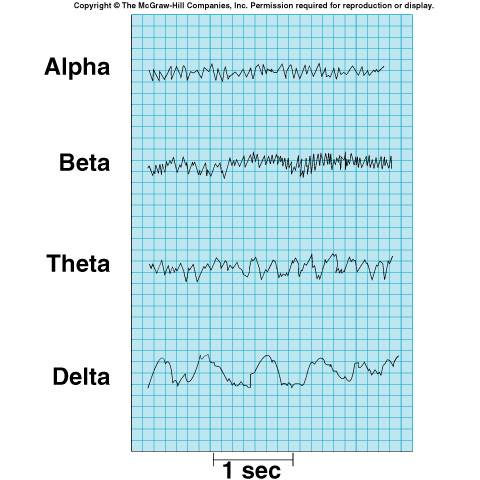 Copyright © The McGraw-Hill Companies, Inc. Permission required for reproduction or display.
Alpha
Beta
Theta
Delta
1 sec